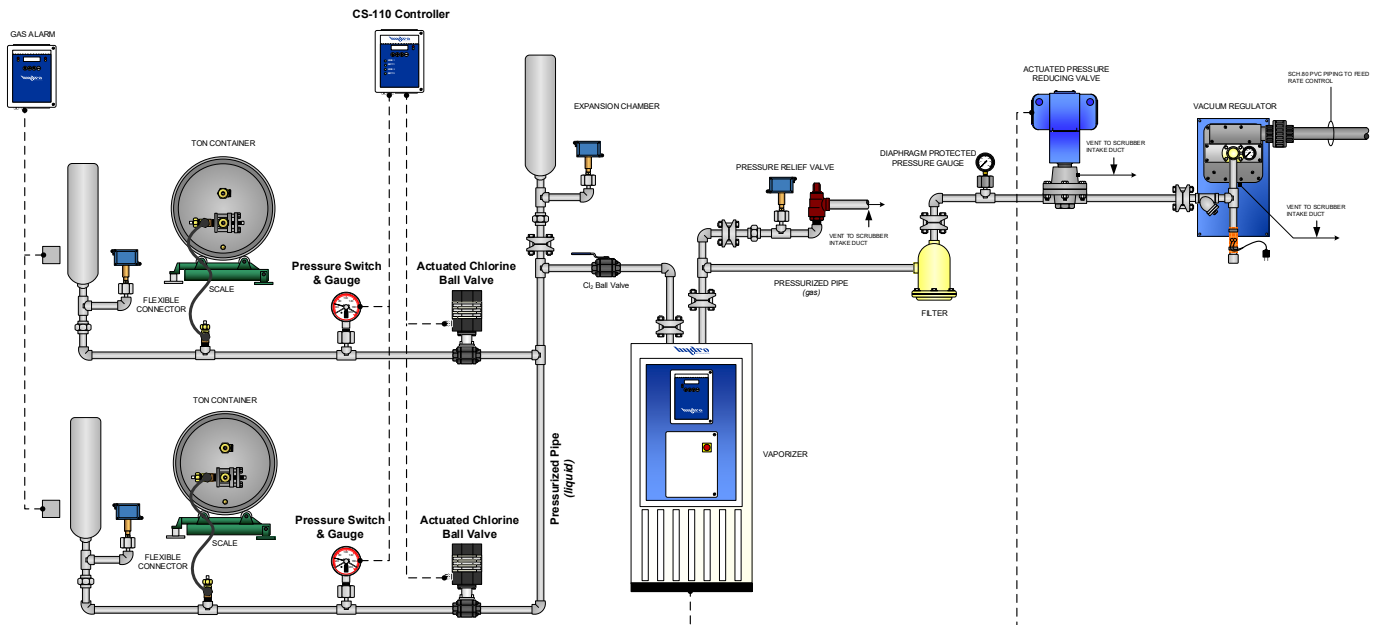 CS-110 Controller
GAS ALARM
hydro
EXPANSION CHAMBER
TON CONTAINER
FLEXIBLE
CONNECTOR
SCALE
Pressure Switch
& Gauge
Actuated Chlorine
Ball Valve
Cl₂ Ball Valve
PRESSURE RELIEF VALVE
VENT TO SCRUBBER
INTAKE DUCT
DIAPHRAGM PROTECTED
PRESSURE GAUGE
ACTUATED PRESSURE
REDUCING VALVE
VENT TO SCRUBBER
INTAKE DUCT
VACUUM REGULATOR
SCH.80 PVC PIPING TO FEED
RATE CONTROL
VENT TO SCRUBBER
INTAKE DUCT
PRESSURIZED PIPE
(gas)
FILTER
hydro
VAPORIZER
Pressurized Pipe
(liquid)
TON CONTAINER
FLEXIBLE
CONNECTOR
SCALE
Pressure Switch
& Gauge
Actuated Chlorine
Ball Valve